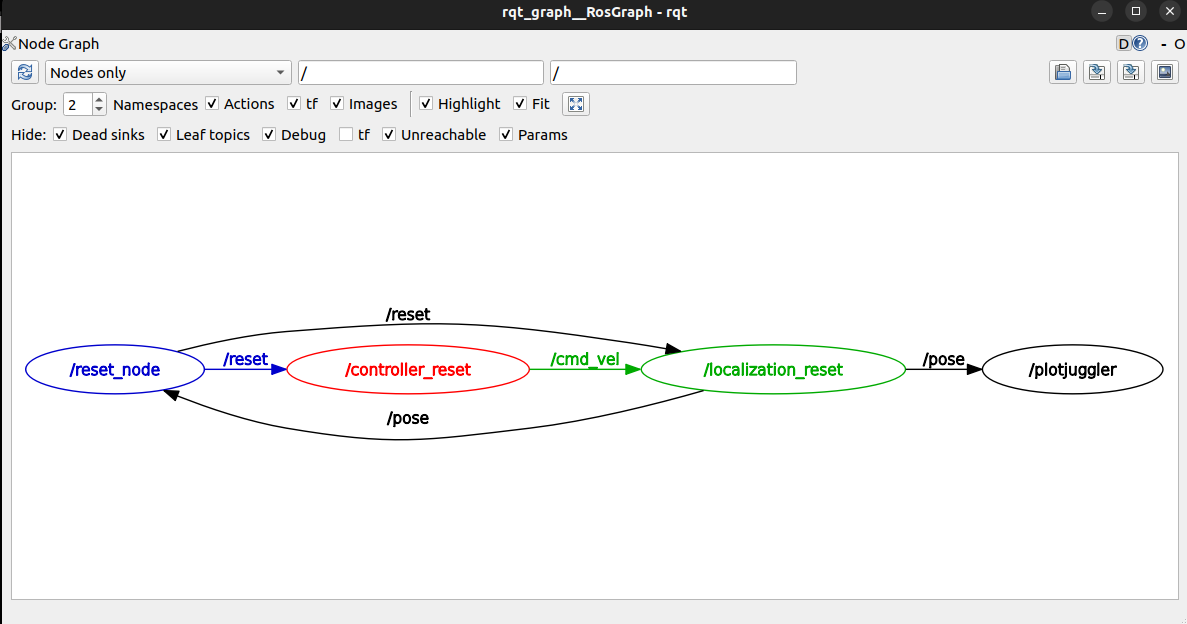 rqt_graph__RosGraph - rqt
Node Graph
D ? - O
Nodes only / /
Group: 2 Namespaces Actions tf Images Highlight Fit
Hide: Dead sinks Leaf topics Debug tf Unreachable Params
/reset
/reset_node /reset /controller_reset /cmd_vel /localization_reset /pose /plotjuggler
/pose